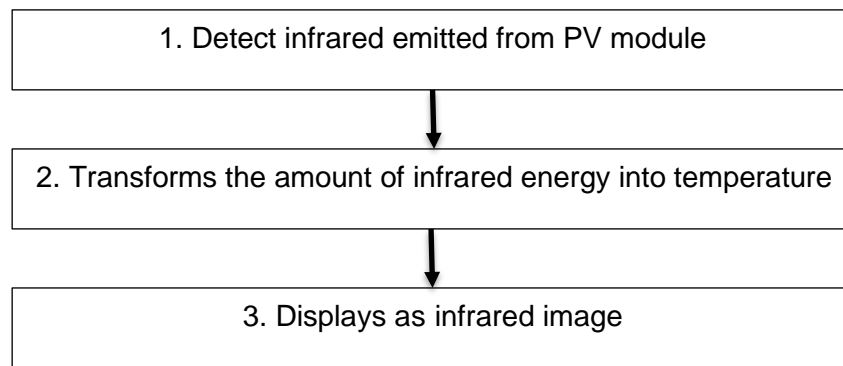 1. Detect infrared emitted from PV module
2. Transforms the amount of infrared energy into temperature
3. Displays as infrared image